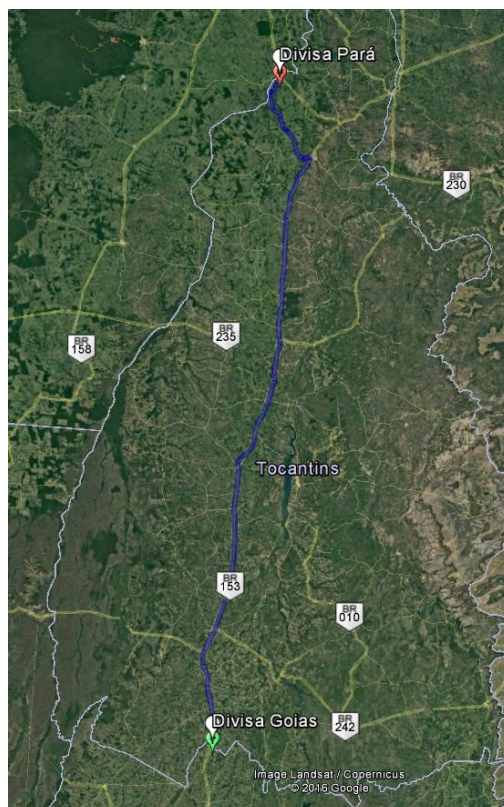 Divisa Pará
BR
230
BR
235
BR
158
Tocantins
BR
153
BR
010
Divisa Goias
BR
242
Image Landsat / Copernicus
© 2016 Google